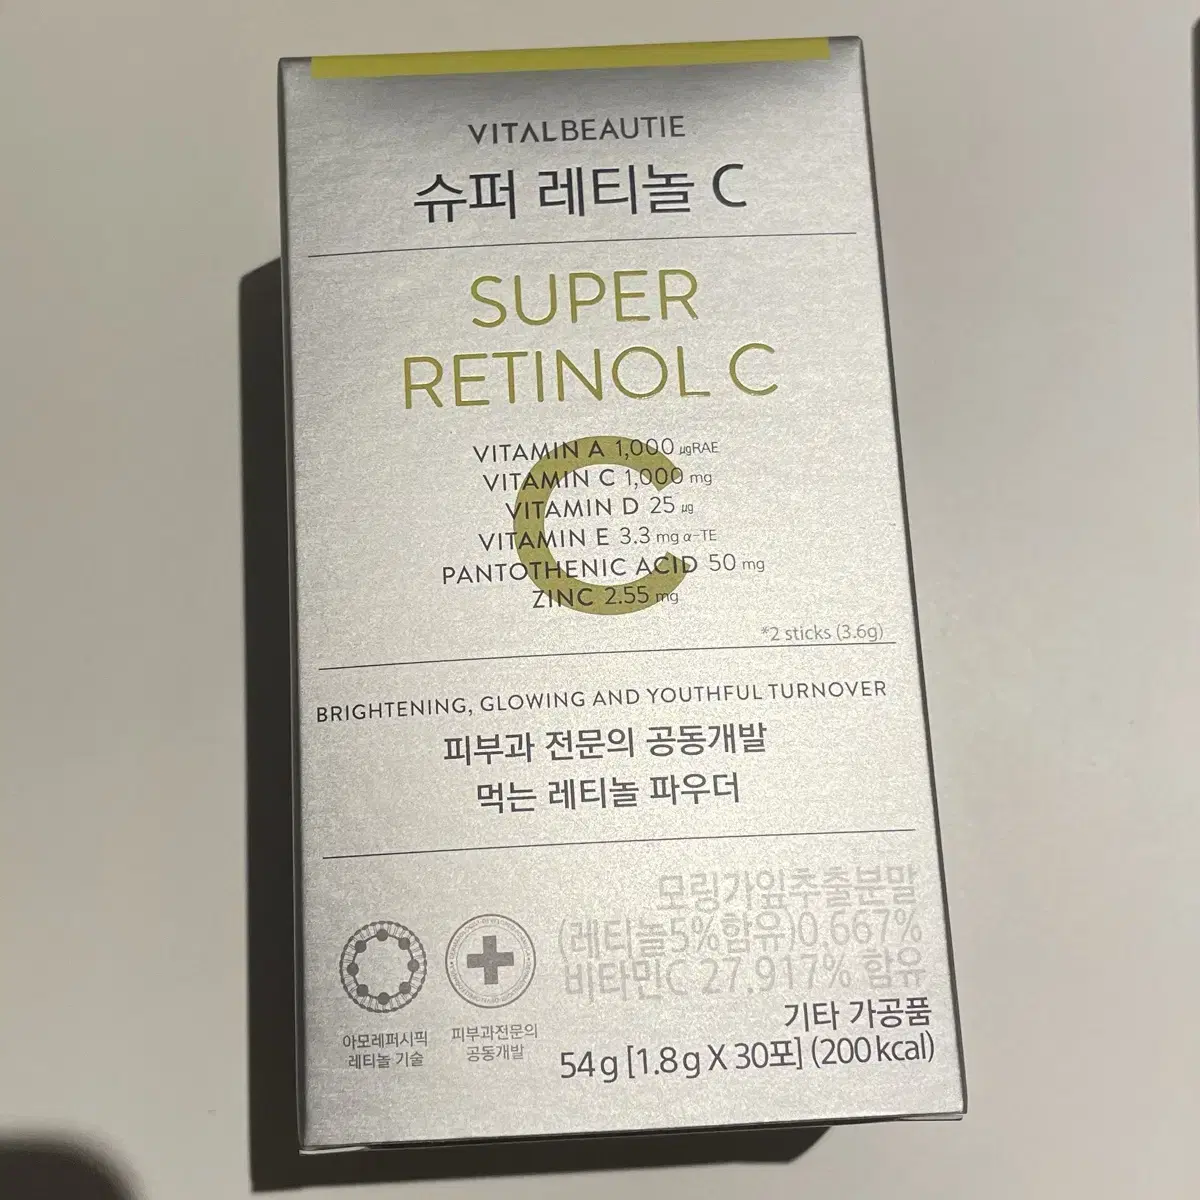 VITALBEAUTIE
슈퍼 레티놀 C
SUPER
RETINOL C
C
VITAMIN A 1,000 μgRAE
VITAMIN C 1,000 mg
VITAMIN D 25 μg
VITAMIN E 3.3 mg α-TE
PANTOTHENIC ACID 50 mg
ZINC 2.55 mg
*2 sticks (3.6g)
BRIGHTENING, GLOWING AND YOUTHFUL TURNOVER
피부과 전문의 공동개발
먹는 레티놀 파우더
모링가잎추출분말
(레티놀5%함유)0.667%
비타민C 27.917% 함유
기타 가공품
54g [1.8g X 30포] (200 kcal)
아모레퍼시픽
레티놀 기술
피부과전문의
공동개발